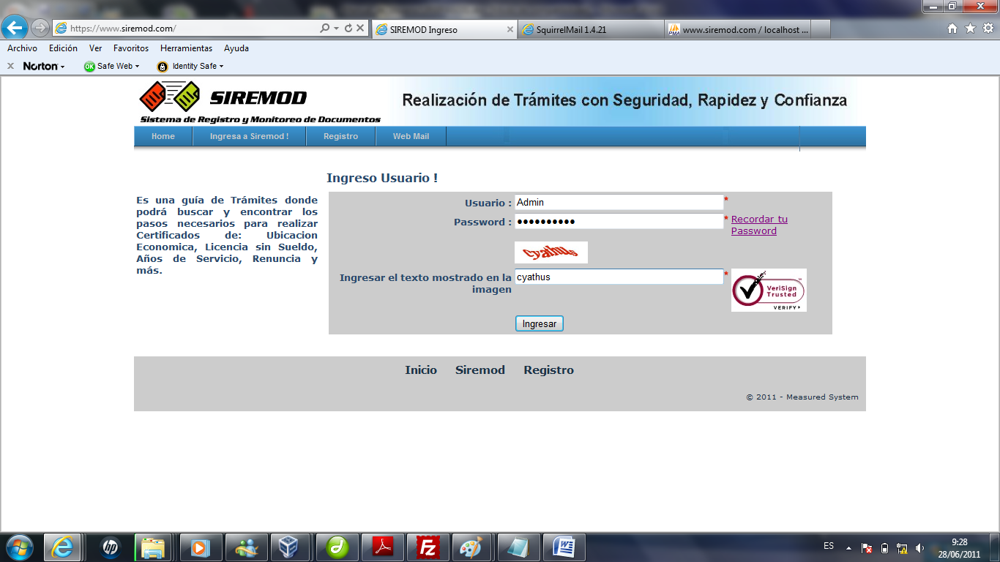 https://www.siremod.com/
SIREMOD Ingreso
SquirrelMail 1.4.21
www.siremod.com / localhost ...
Archivo Edición Ver Favoritos Herramientas Ayuda
x Norton Safe Web Identity Safe
SIREMOD
Sistema de Registro y Monitoreo de Documentos
Realización de Trámites con Seguridad, Rapidez y Confianza
Home Ingresa a Siremod ! Registro Web Mail
Ingreso Usuario !
Es una guía de Trámites donde
podrá buscar y encontrar los
pasos necesarios para realizar
Certificados de: Ubicacion
Economica, Licencia sin Sueldo,
Años de Servicio, Renuncia y
más.
Usuario : Admin *
Password : •••••••••• * Recordar tu
Password
cyathus
Ingresar el texto mostrado en la
imagen
cyathus *
VeriSign
Trusted
VERIFY
Ingresar
Inicio Siremod Registro
© 2011 - Measured System
ES
9:28
28/06/2011